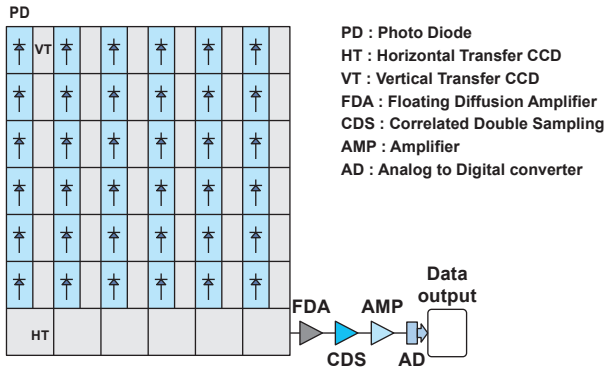 PD
VT
PD : Photo Diode
HT : Horizontal Transfer CCD
VT : Vertical Transfer CCD
FDA : Floating Diffusion Amplifier
CDS : Correlated Double Sampling
AMP : Amplifier
AD : Analog to Digital converter
HT
FDA
AMP
Data
output
CDS
AD